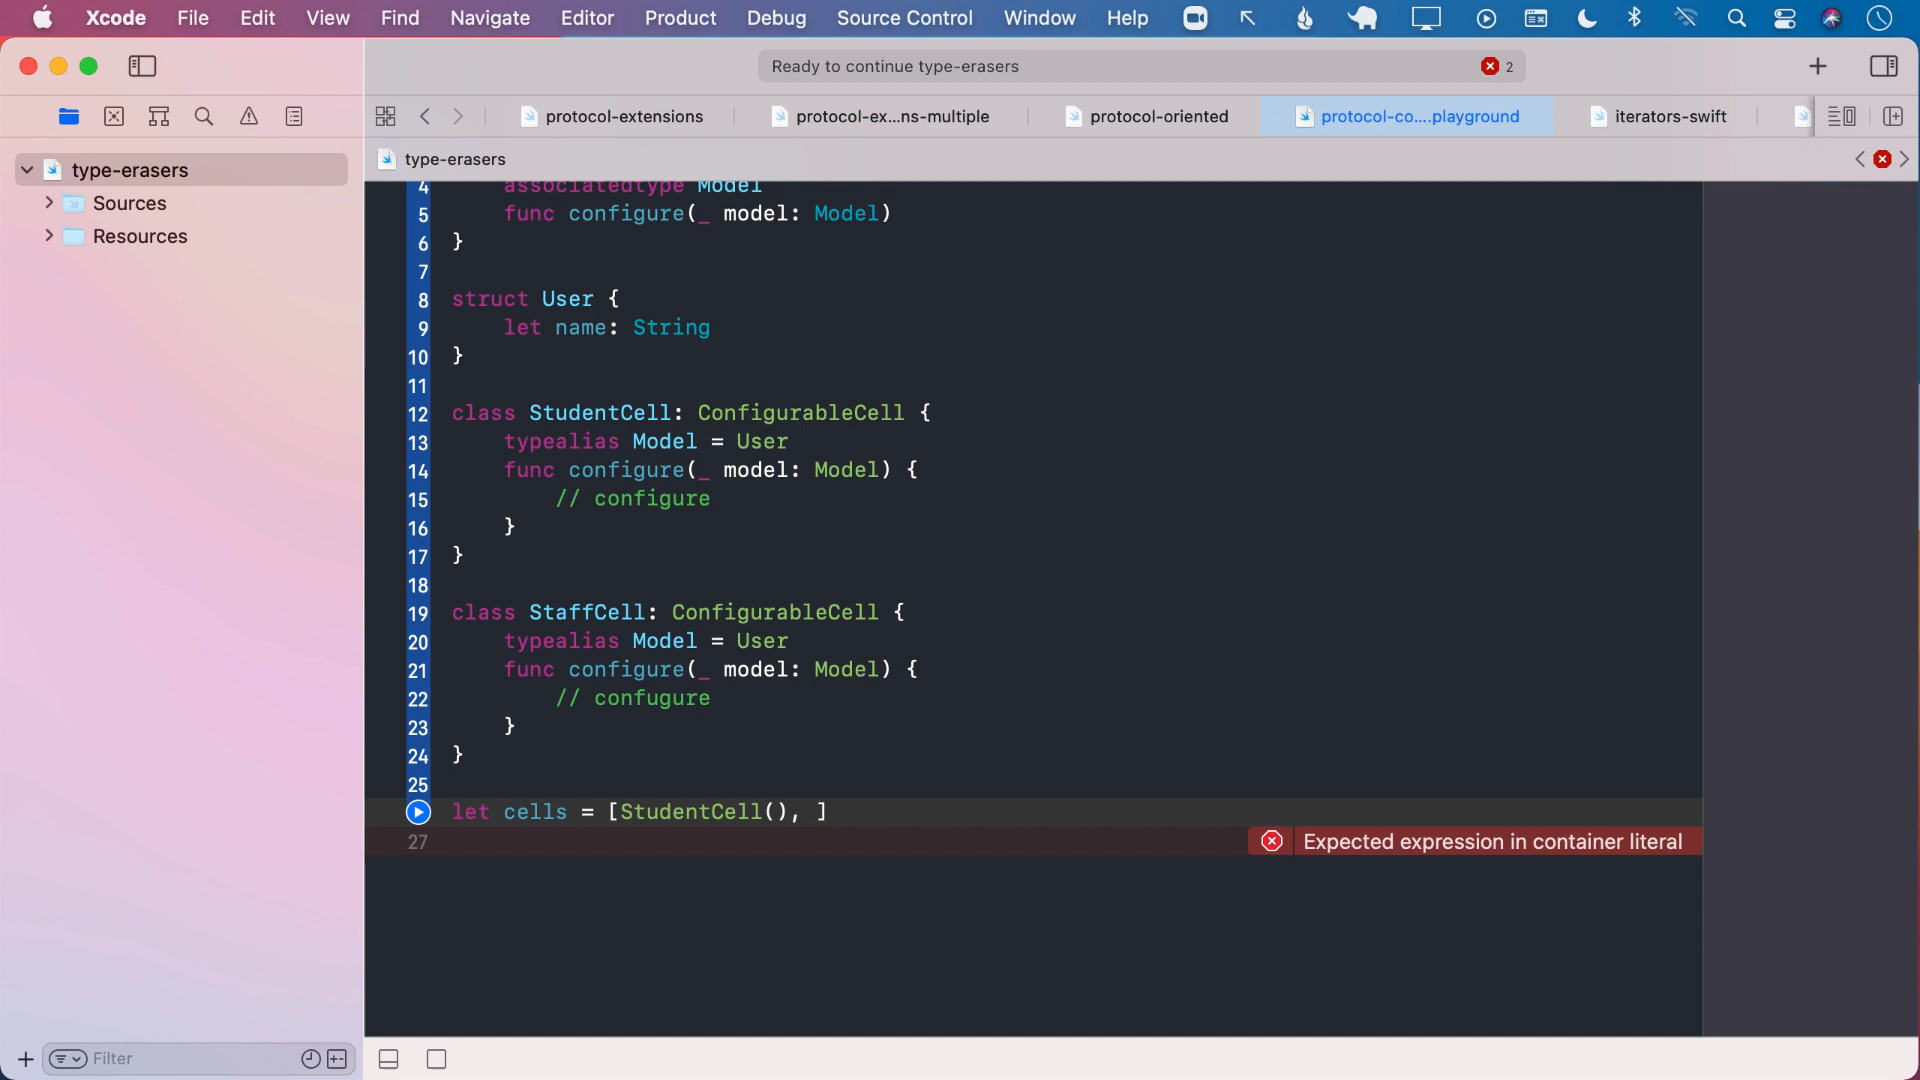 Xcode File Edit View Find Navigate Editor Product Debug Source Control Window Help
Ready to continue type-erasers 2
protocol-extensions protocol-ex...ns-multiple protocol-oriented protocol-co....playground iterators-swift
type-erasers
type-erasers
Sources
Resources
4 associatedtype Model
5 func configure(_ model: Model)
6 }
7
8 struct User {
9 let name: String
10 }
11
12 class StudentCell: ConfigurableCell {
13 typealias Model = User
14 func configure(_ model: Model) {
15 // configure
16 }
17 }
18
19 class StaffCell: ConfigurableCell {
20 typealias Model = User
21 func configure(_ model: Model) {
22 // confugure
23 }
24 }
25
let cells = [StudentCell(), ]
27 Expected expression in container literal
Filter